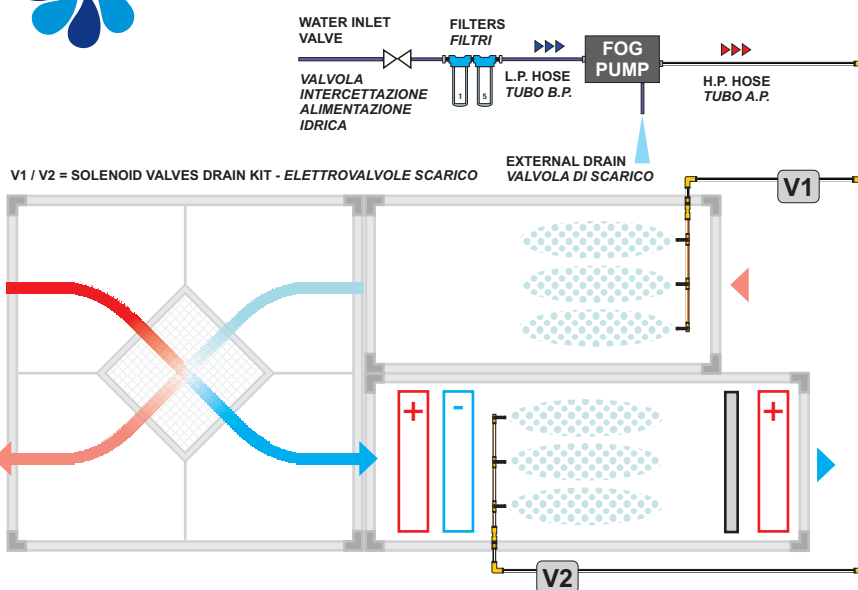 WATER INLET
VALVE
VALVOLA
INTERCETTAZIONE
ALIMENTAZIONE
IDRICA
FILTERS
FILTRI
1 5
L.P. HOSE
TUBO B.P.
FOG
PUMP
H.P. HOSE
TUBO A.P.
EXTERNAL DRAIN
VALVOLA DI SCARICO
V1 / V2 = SOLENOID VALVES DRAIN KIT - ELETTROVALVOLE SCARICO
V1
+ - +
V2